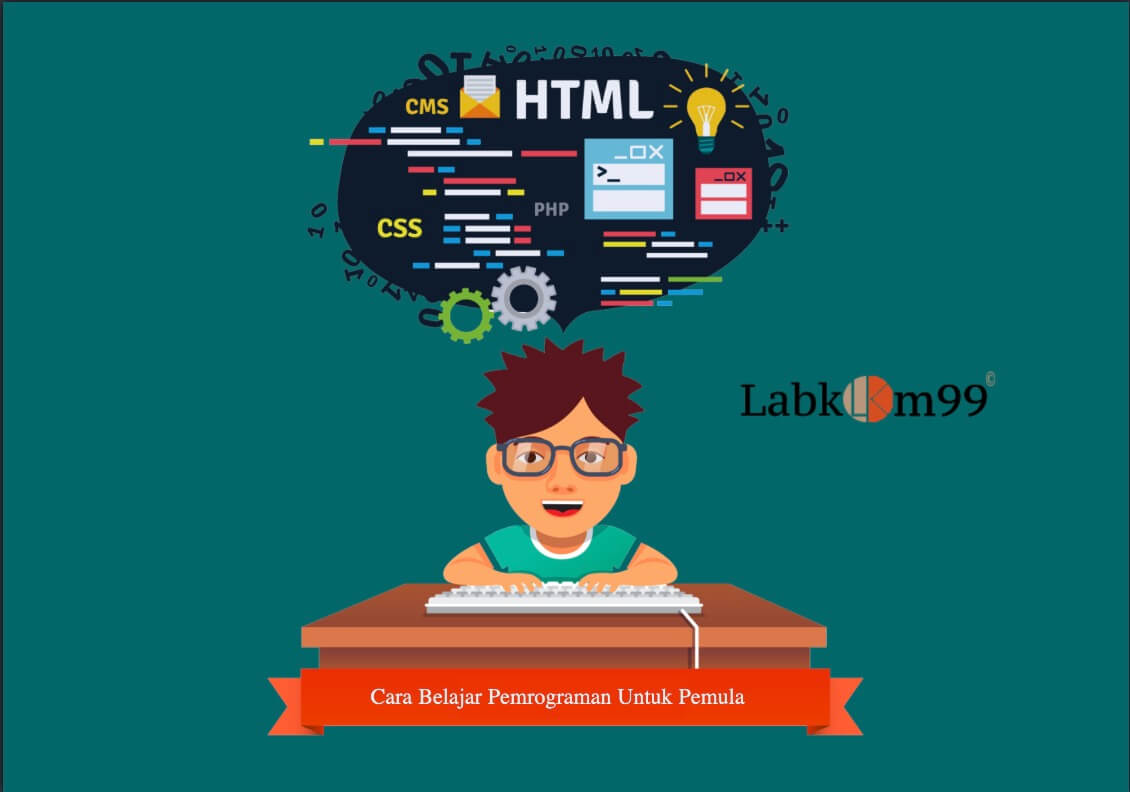 CMS
HTML
>_
CSS
PHP
++
Labkom99
©
Cara Belajar Pemrograman Untuk Pemula